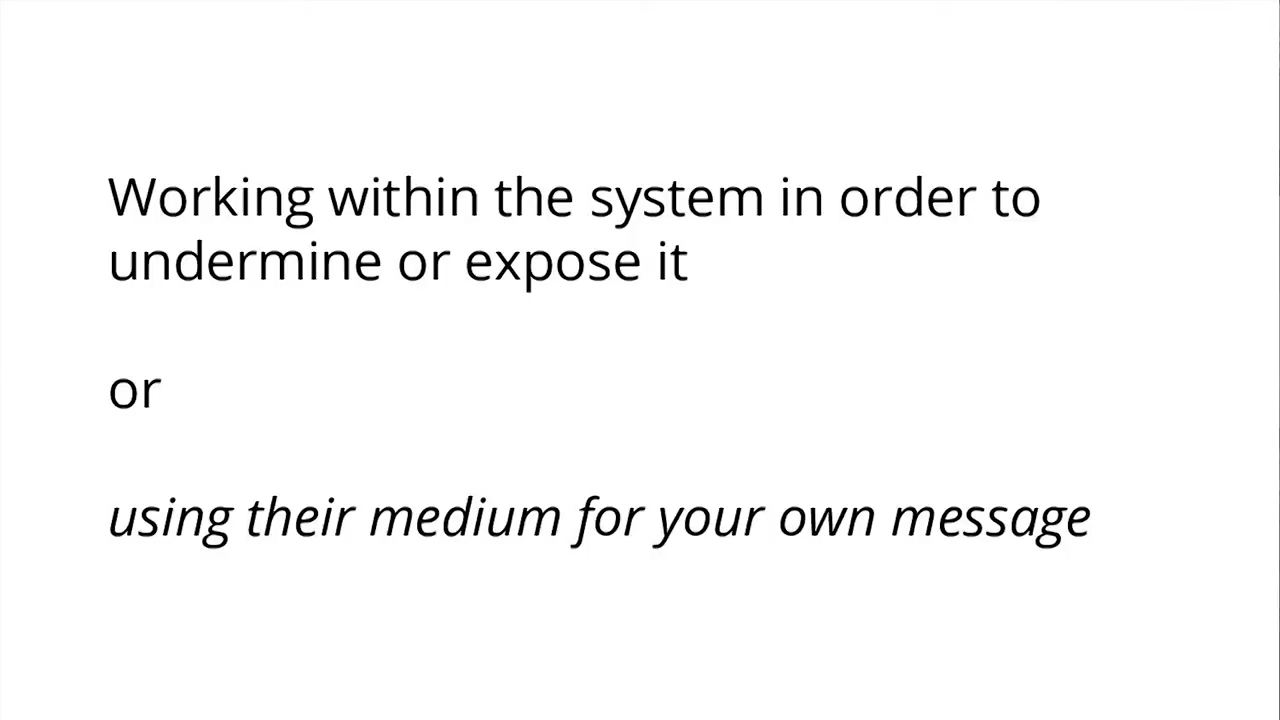 Working within the system in order to
undermine or expose it
or
using their medium for your own message